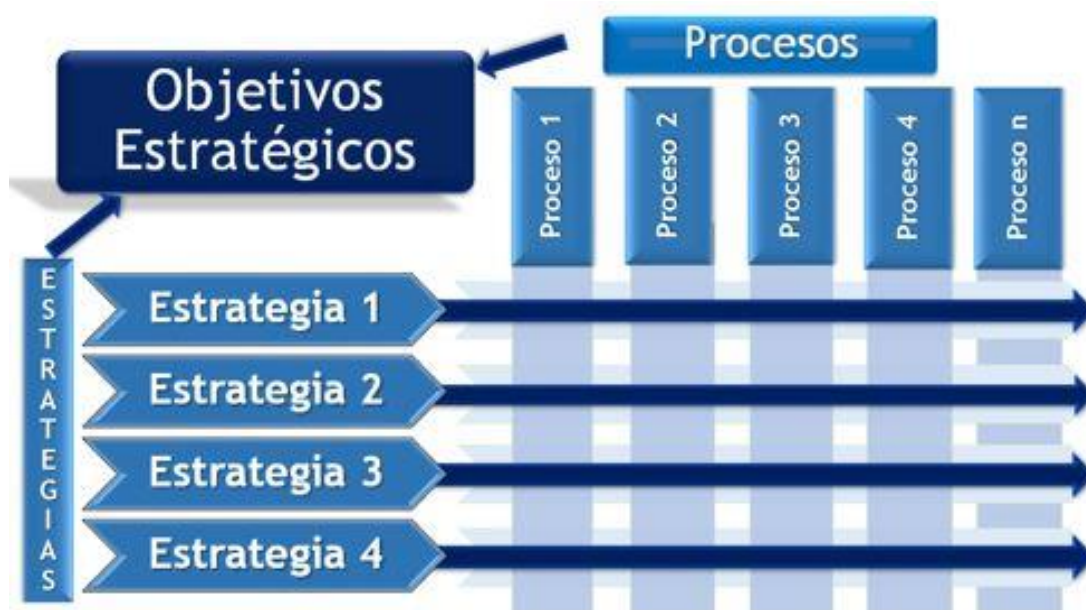 Procesos
Objetivos
Estratégicos
Proceso 1
Proceso 2
Proceso 3
Proceso 4
Proceso n
ESTRATEGIAS
Estrategia 1
Estrategia 2
Estrategia 3
Estrategia 4